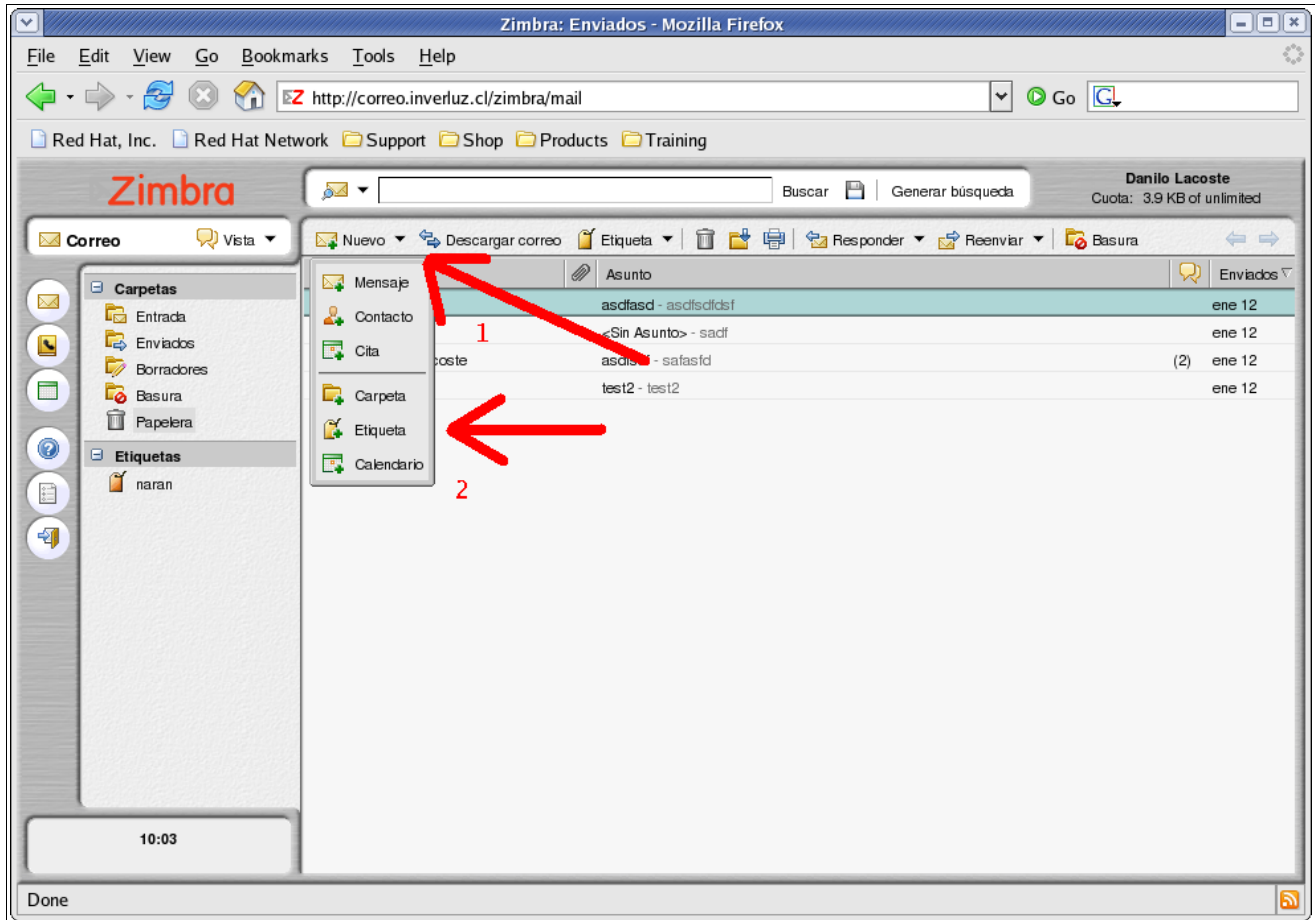 Zimbra: Enviados - Mozilla Firefox
File Edit View Go Bookmarks Tools Help
http://correo.inverluz.cl/zimbra/mail Go G
Red Hat, Inc. Red Hat Network Support Shop Products Training
Zimbra Buscar Generar búsqueda Danilo Lacoste
Cuota: 3.9 KB of unlimited
Correo Vista Nuevo Descargar correo Etiqueta Responder Reenviar Basura
Asunto Enviados
Carpetas
Entrada
Enviados
Borradores
Basura
Papelera
Etiquetas
naran
Mensaje
Contacto
Cita
Carpeta
Etiqueta
Calendario
asdfasd - asdfsdfdsf ene 12
<Sin Asunto> - sadf ene 12
coste - safasfd (2) ene 12
test2 - test2 ene 12
1
2
10:03
Done